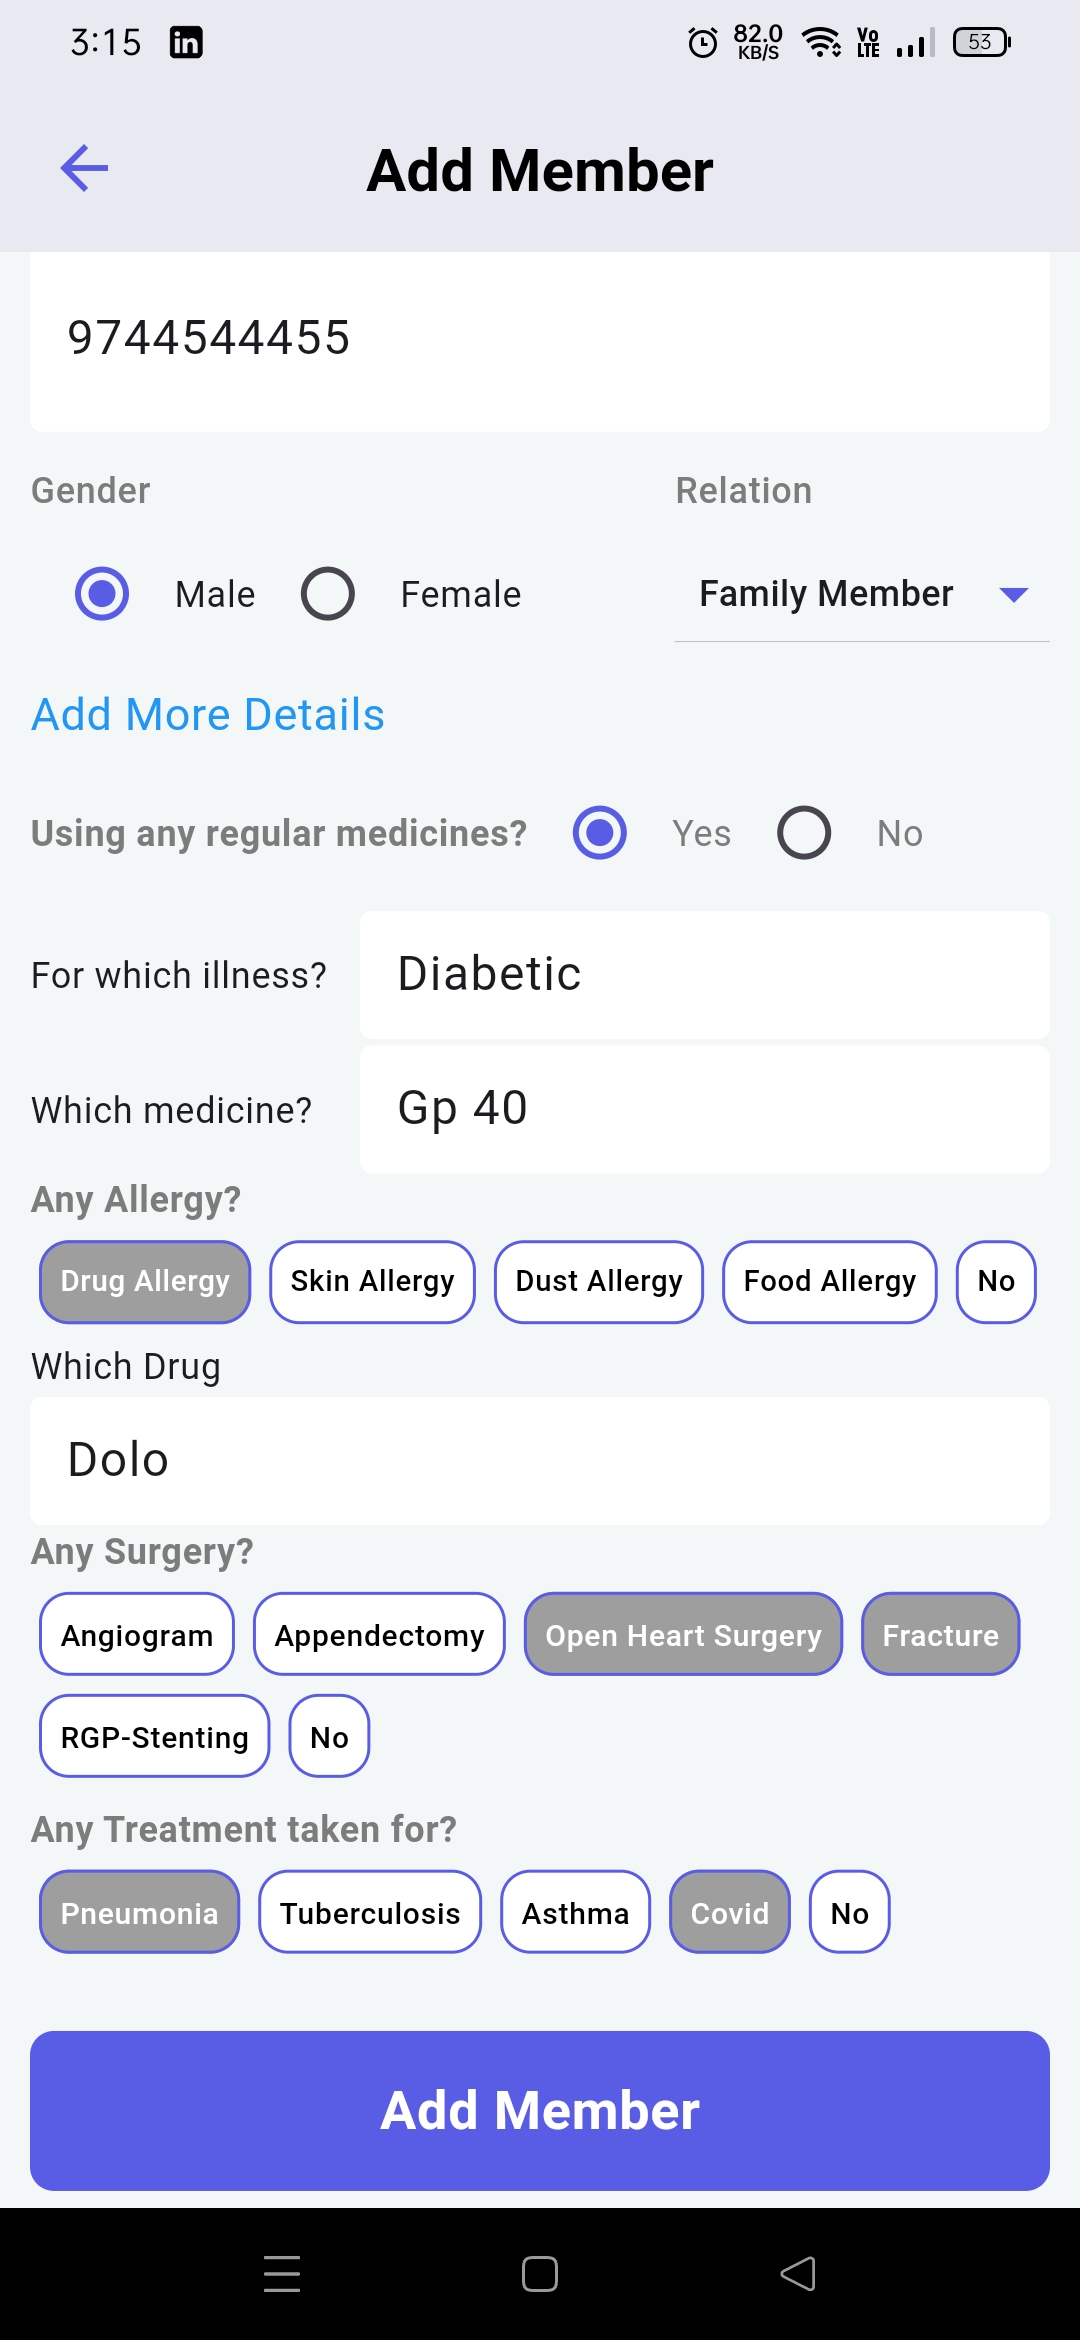 3:15 in 82.0 KB/S Vo LTE 53
Add Member
9744544455
Gender Relation
Male Female Family Member
Add More Details
Using any regular medicines? Yes No
For which illness? Diabetic
Which medicine? Gp 40
Any Allergy?
Drug Allergy Skin Allergy Dust Allergy Food Allergy No
Which Drug
Dolo
Any Surgery?
Angiogram Appendectomy Open Heart Surgery Fracture
RGP-Stenting No
Any Treatment taken for?
Pneumonia Tuberculosis Asthma Covid No
Add Member